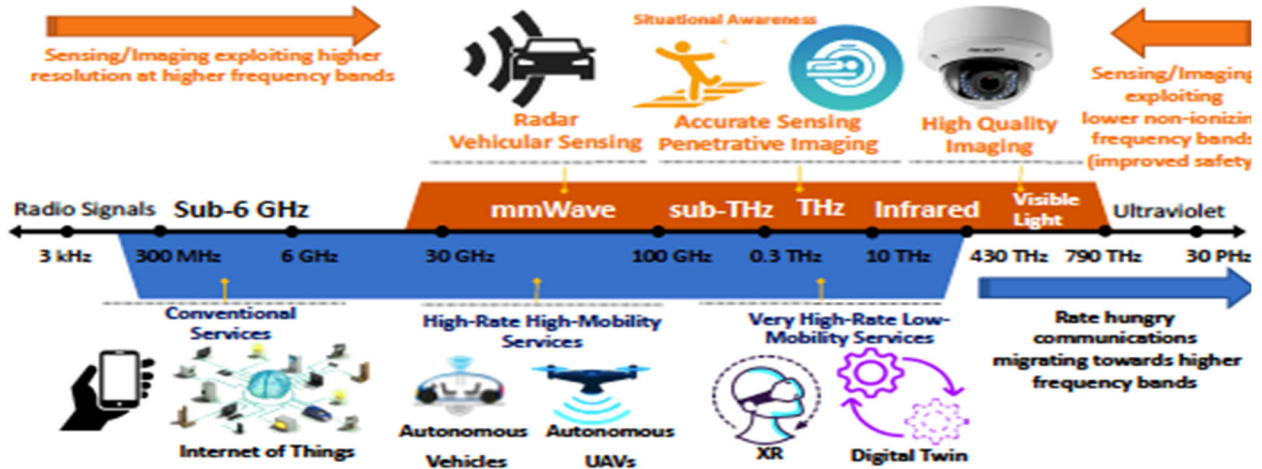 Sensing/Imaging exploiting higher
resolution at higher frequency bands
Situational Awareness
Radar
Vehicular Sensing
Accurate Sensing
Penetrative Imaging
High Quality
Imaging
Sensing/Imaging
exploiting
lower non-ionizin
frequency bands
(improved safety
Radio Signals
Sub-6 GHz
mmWave
sub-THz
THz
Infrared
Visible
Light
Ultraviolet
3 kHz
300 MHz
6 GHz
30 GHz
100 GHz
0.3 THz
10 THz
430 THz
790 THz
30 PHz
Conventional
Services
High-Rate High-Mobility
Services
Very High-Rate Low-
Mobility Services
Rate hungry
communications
migrating towards higher
frequency bands
Internet of Things
Autonomous
Vehicles
Autonomous
UAVs
XR
Digital Twin